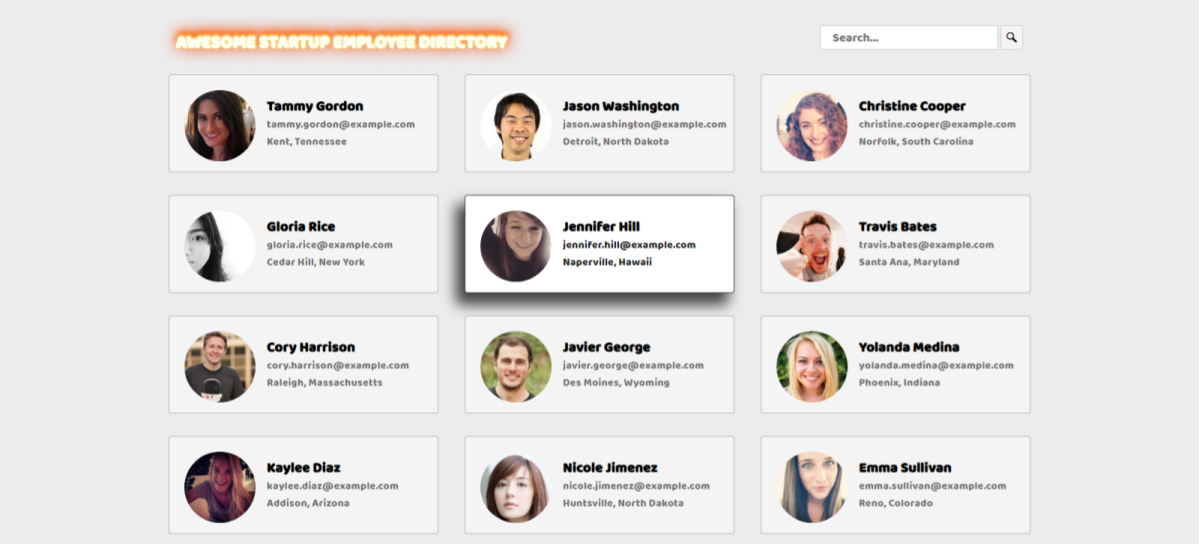 AWESOME STARTUP EMPLOYEE DIRECTORY
Search...
Tammy Gordon
tammy.gordon@example.com
Kent, Tennessee
Jason Washington
jason.washington@example.com
Detroit, North Dakota
Christine Cooper
christine.cooper@example.com
Norfolk, South Carolina
Gloria Rice
gloria.rice@example.com
Cedar Hill, New York
Jennifer Hill
jennifer.hill@example.com
Naperville, Hawaii
Travis Bates
travis.bates@example.com
Santa Ana, Maryland
Cory Harrison
cory.harrison@example.com
Raleigh, Massachusetts
Javier George
javier.george@example.com
Des Moines, Wyoming
Yolanda Medina
yolanda.medina@example.com
Phoenix, Indiana
Kaylee Diaz
kaylee.diaz@example.com
Addison, Arizona
Nicole Jimenez
nicole.jimenez@example.com
Huntsville, North Dakota
Emma Sullivan
emma.sullivan@example.com
Reno, Colorado